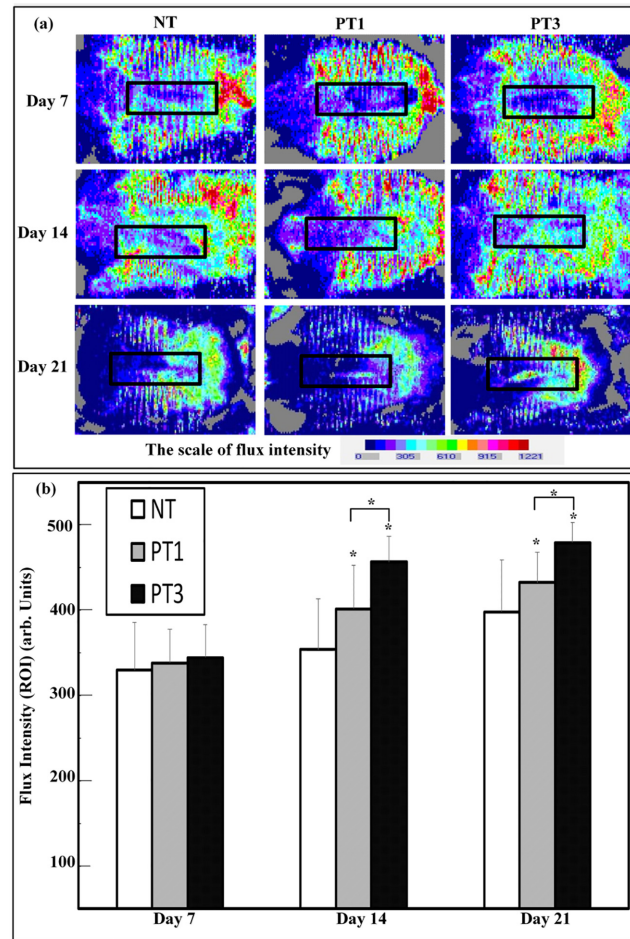 (a) NT PT1 PT3
Day 7
Day 14
Day 21
The scale of flux intensity
0 305 610 915 1221
(b)
NT
PT1
PT3
Flux Intensity (ROI) (arb. Units)
500
400
300
200
100
* *
* *
* *
Day 7 Day 14 Day 21